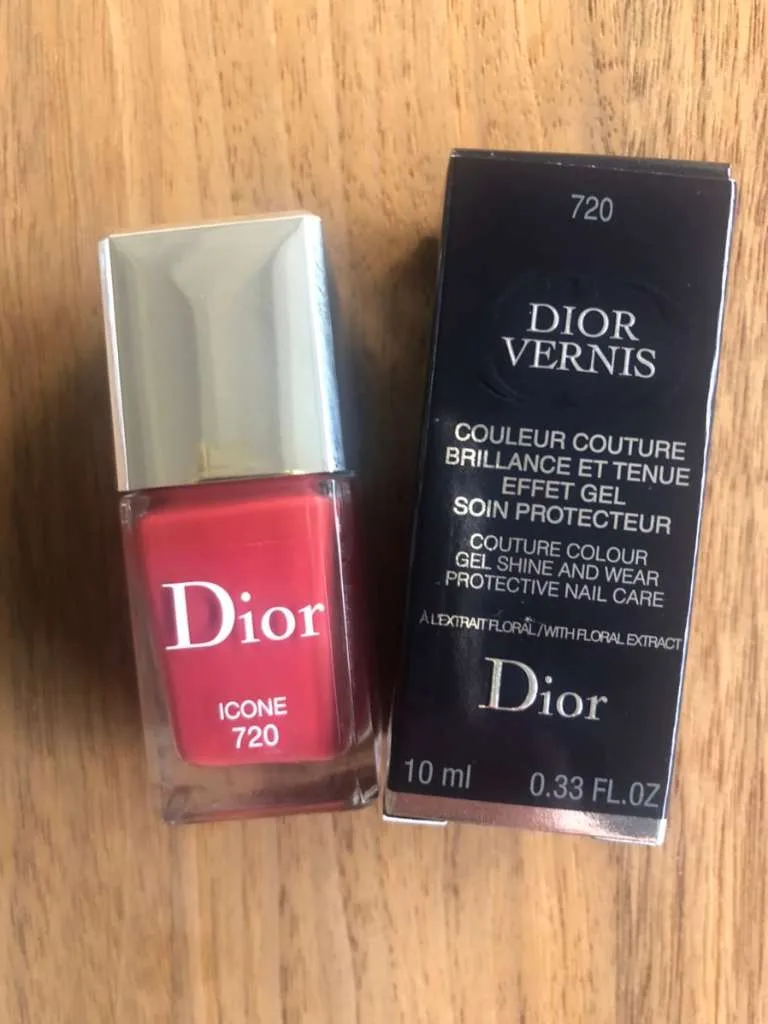 Dior
ICONE
720
720
DIOR
VERNIS
COULEUR COUTURE
BRILLANCE ET TENUE
EFFET GEL
SOIN PROTECTEUR
COUTURE COLOUR
GEL SHINE AND WEAR
PROTECTIVE NAIL CARE
À L'EXTRAIT FLORAL / WITH FLORAL EXTRACT
Dior
10 ml 0.33 FL.OZ